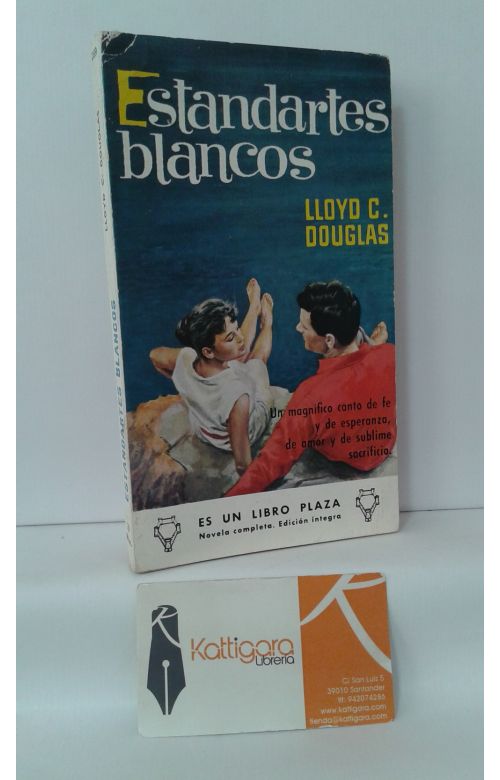 Estandartes
blancos
LLOYD C.
DOUGLAS
Un magnífico canto de fe
y de esperanza,
de amor y de sublime
sacrificio.
ES UN LIBRO PLAZA
Novela completa. Edición íntegra
LLOYD C. DOUGLAS
ESTANDARTES BLANCOS
Kattigara
Librería
C/ San Luis 5
39010 Santander
tlf: 942074286
www.kattigara.com
tienda@kattigara.com